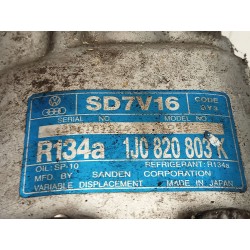 SD7V16
CODE
SERIAL NO.
MODEL NO
R134a
1J0 820 803 K
OIL: SP-10
REFRIGERANT: R134a
MFG BY SANDEN CORPORATION
VARIABLE DISPLACEMENT MADE IN JAPAN